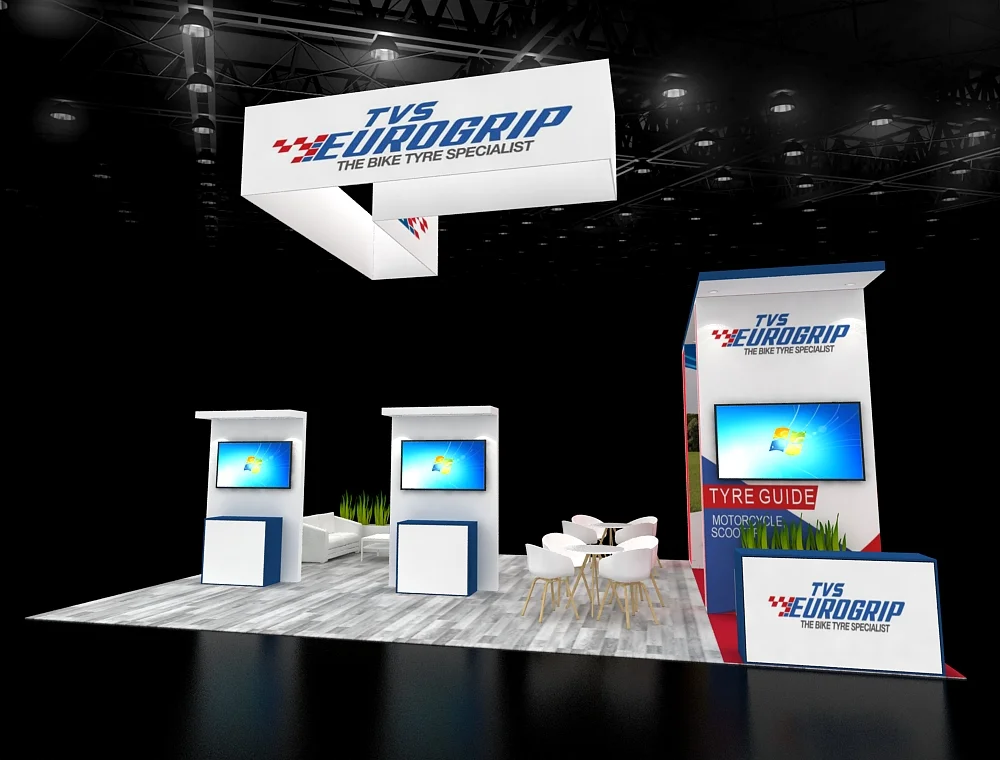 TVS
EUROGRIP
THE BIKE TYRE SPECIALIST
TVS
EUROGRIP
THE BIKE TYRE SPECIALIST
TYRE GUIDE
MOTORCYCLE
TVS
EUROGRIP
THE BIKE TYRE SPECIALIST